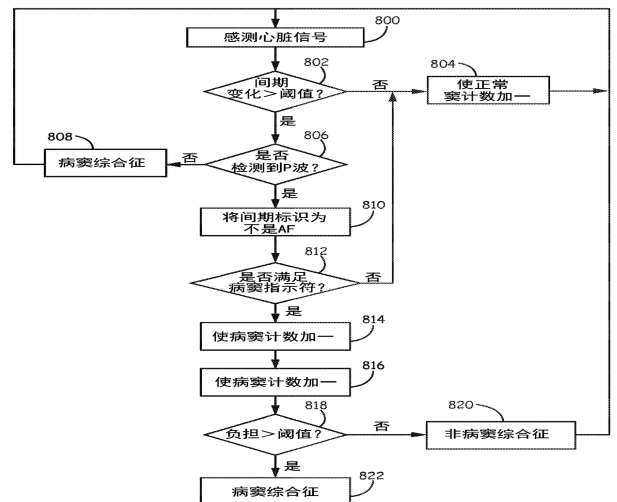 800
感测心脏信号
802
间期
变化＞阈值？
否
804
使正常
窦计数加一
是
806
是否
检测到P波？
否
808
病窦综合征
是
810
将间期标识为
不是AF
812
是否满足
病窦指示符？
否
是
814
使病窦计数加一
816
使病窦计数加一
818
负担＞阈值？
否
820
非病窦综合征
是
822
病窦综合征